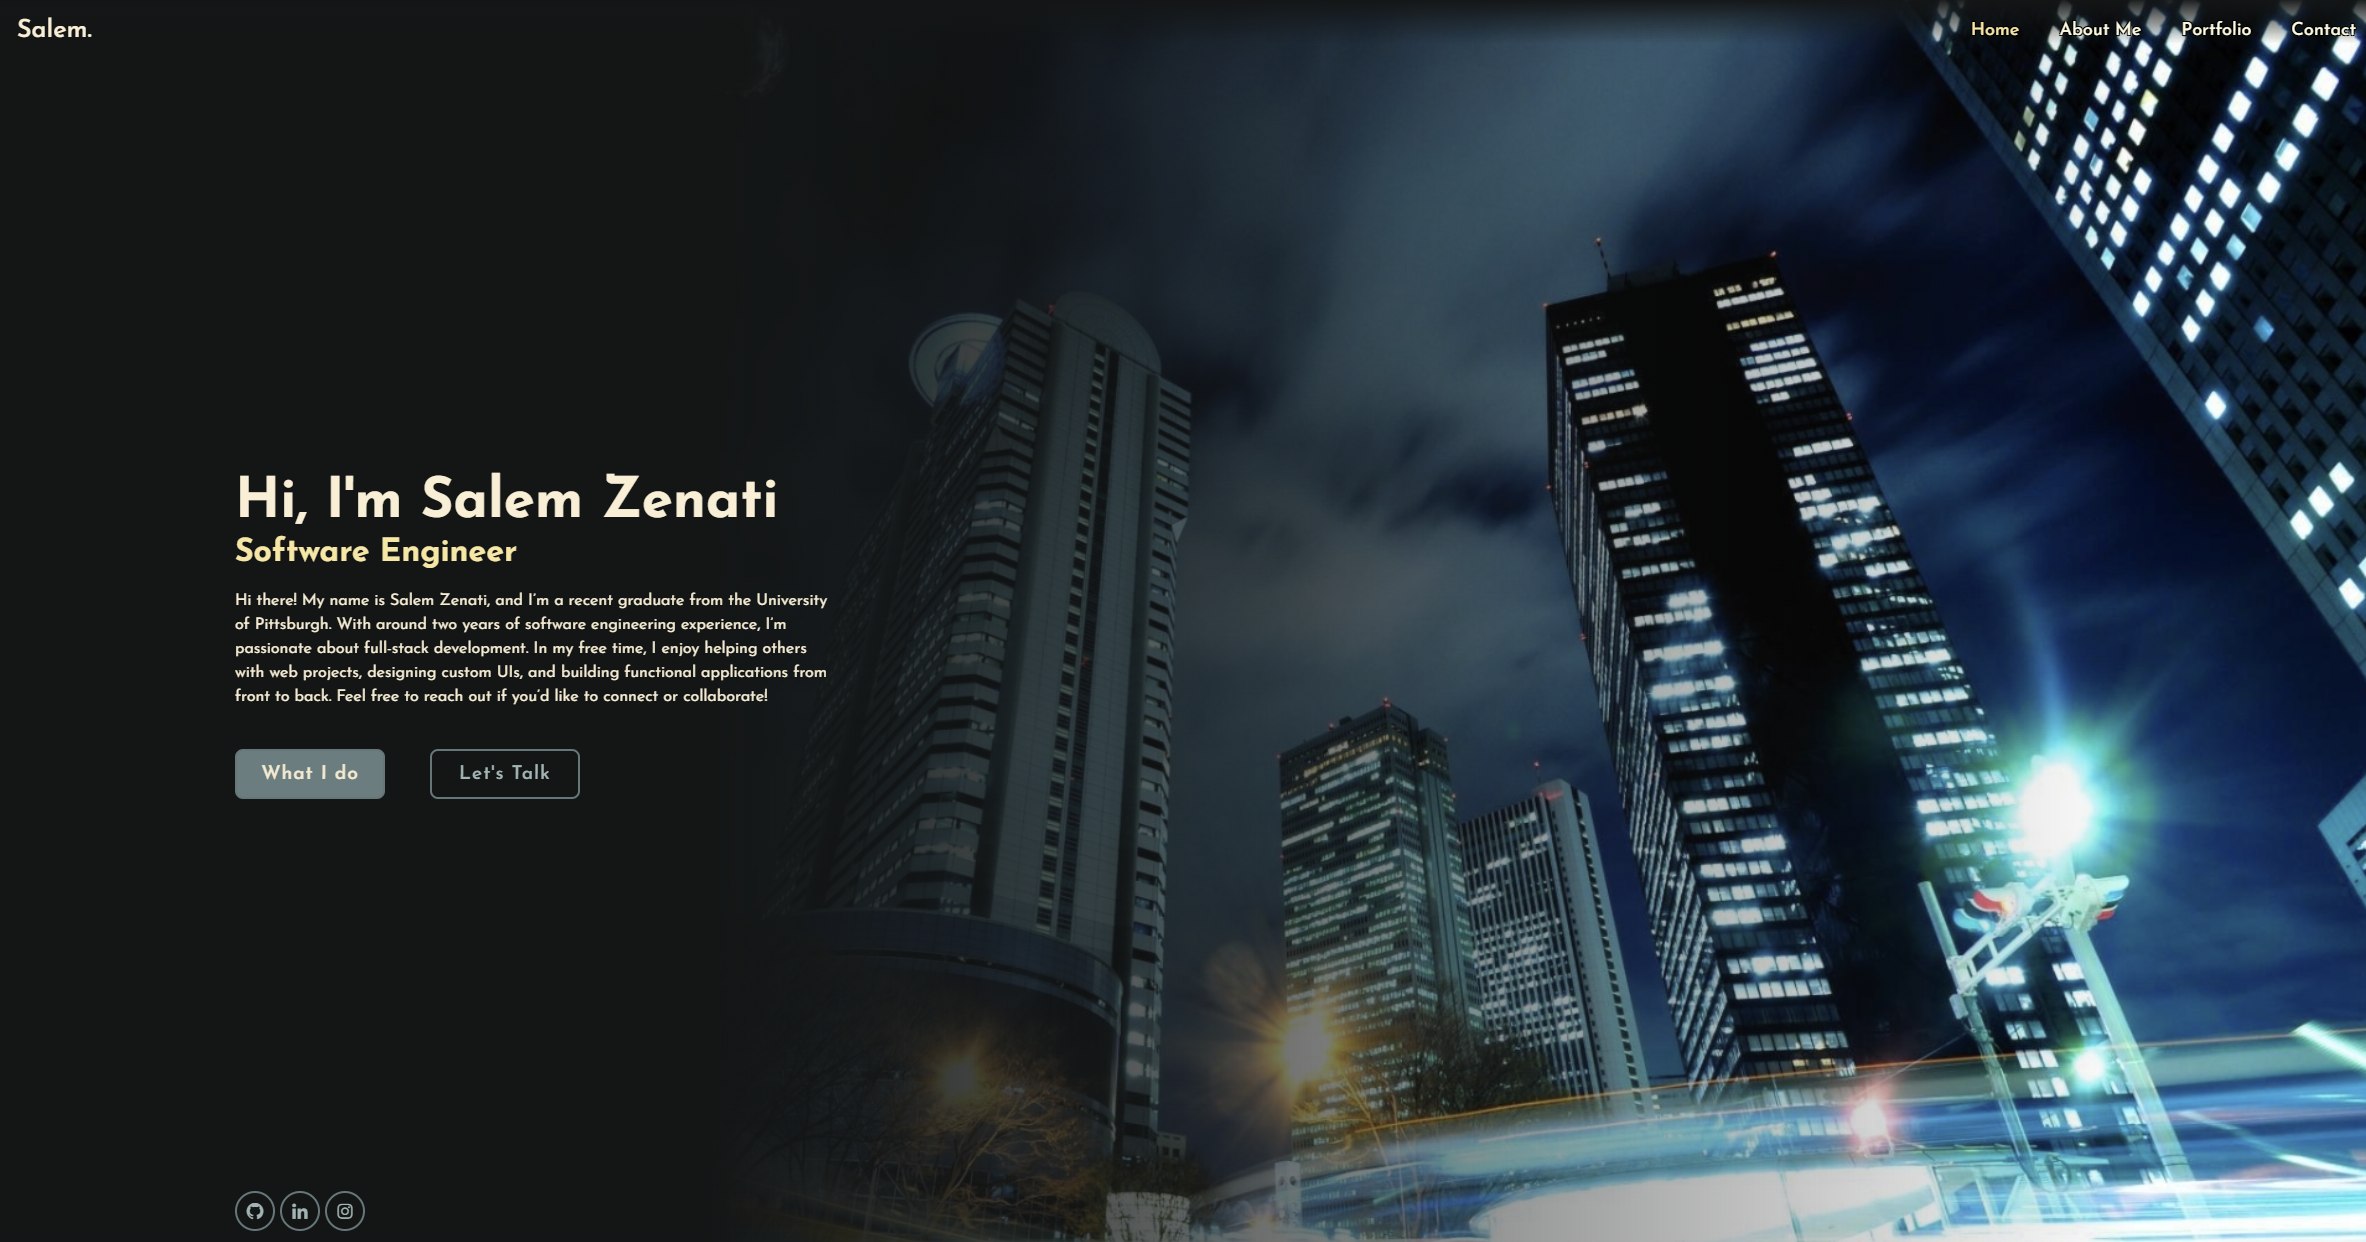 Salem.
Home About Me Portfolio Contact
Hi, I'm Salem Zenati
Software Engineer
Hi there! My name is Salem Zenati, and I'm a recent graduate from the University
of Pittsburgh. With around two years of software engineering experience, I'm
passionate about full-stack development. In my free time, I enjoy helping others
with web projects, designing custom UIs, and building functional applications from
front to back. Feel free to reach out if you'd like to connect or collaborate!
What I do
Let's Talk